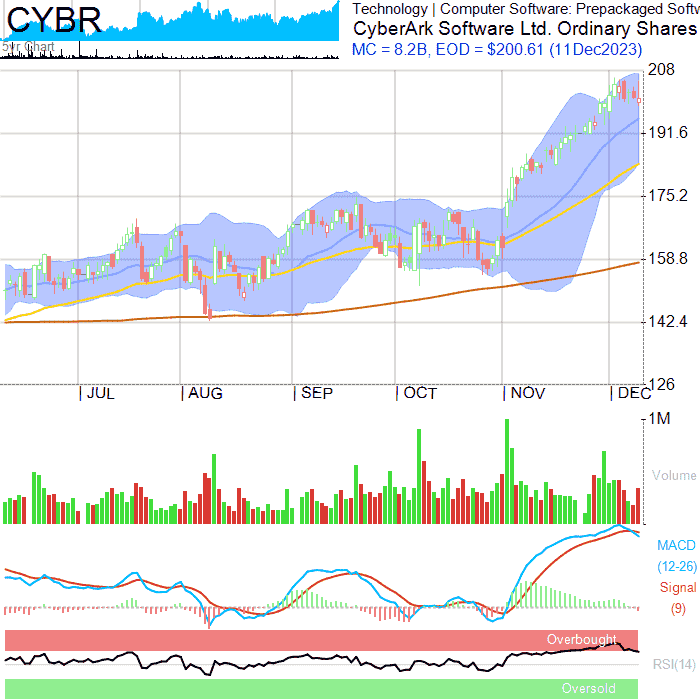 CYBR
5yr Chart
Technology | Computer Software: Prepackaged Softw
CyberArk Software Ltd. Ordinary Shares
MC = 8.2B, EOD = $200.61 (11Dec2023)
208
191.6
175.2
158.8
142.4
126
| JUL | AUG | SEP | OCT | NOV | DEC
1M
Volume
MACD
(12-26)
Signal
(9)
Overbought
RSI(14)
Oversold